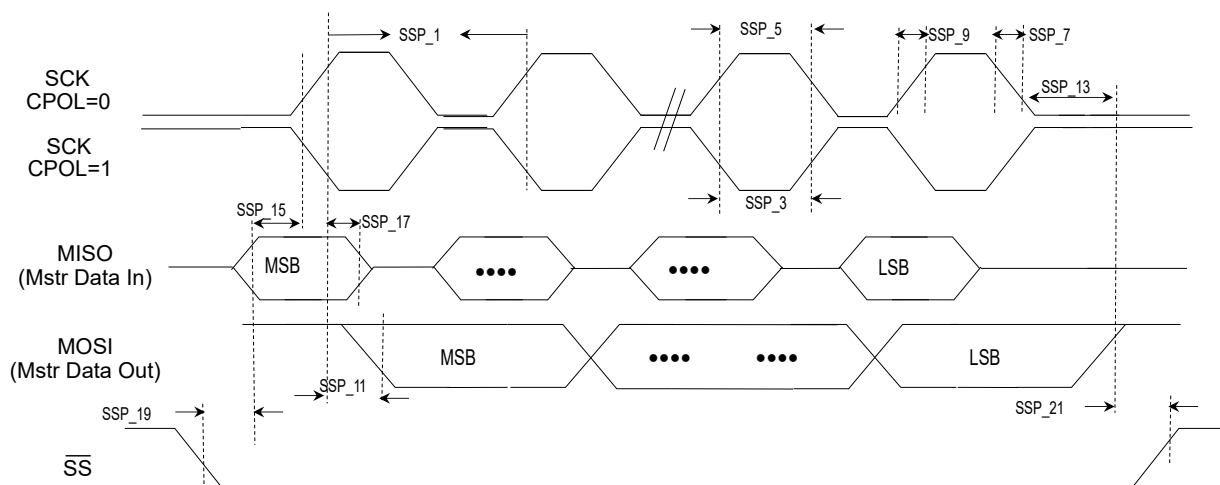 SSP_1
SSP_5
SSP_9
SSP_7
SCK
CPOL=0
SSP_13
SCK
CPOL=1
SSP_3
SSP_15
SSP_17
MISO
(Mstr Data In)
MSB
••••
••••
LSB
MOSI
(Mstr Data Out)
MSB
••••
••••
LSB
SSP_11
SSP_19
SSP_21
SS